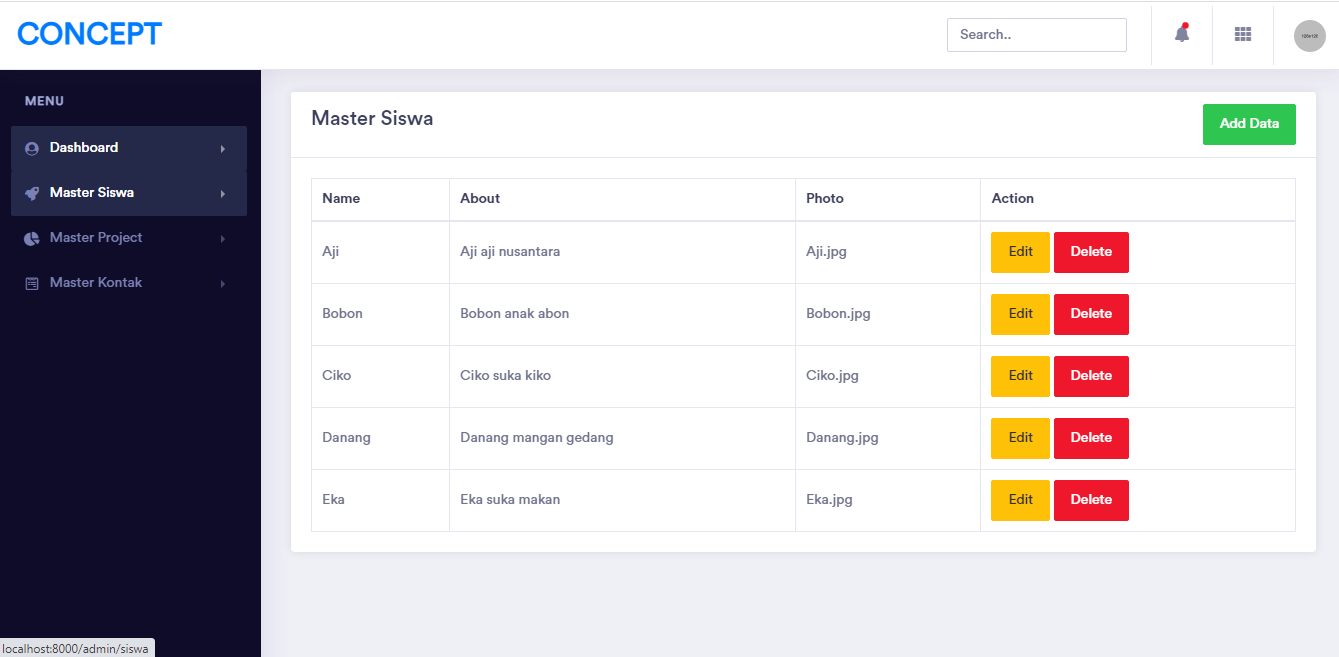 CONCEPT
Search..
MENU
Dashboard
Master Siswa
Master Project
Master Kontak
Master Siswa
Add Data
Name About Photo Action
Aji Aji aji nusantara Aji.jpg Edit Delete
Bobon Bobon anak abon Bobon.jpg Edit Delete
Ciko Ciko suka kiko Ciko.jpg Edit Delete
Danang Danang mangan gedang Danang.jpg Edit Delete
Eka Eka suka makan Eka.jpg Edit Delete
localhost:8000/admin/siswa